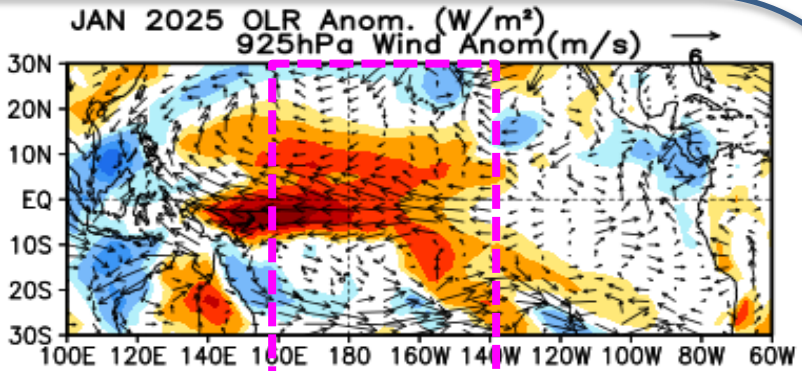 JAN 2025 OLR Anom. (W/m²)
925hPa Wind Anom(m/s)
6
30N
20N
10N
EQ
10S
20S
30S
100E 120E 140E 160E 180 160W 140W 120W 100W 80W 60W